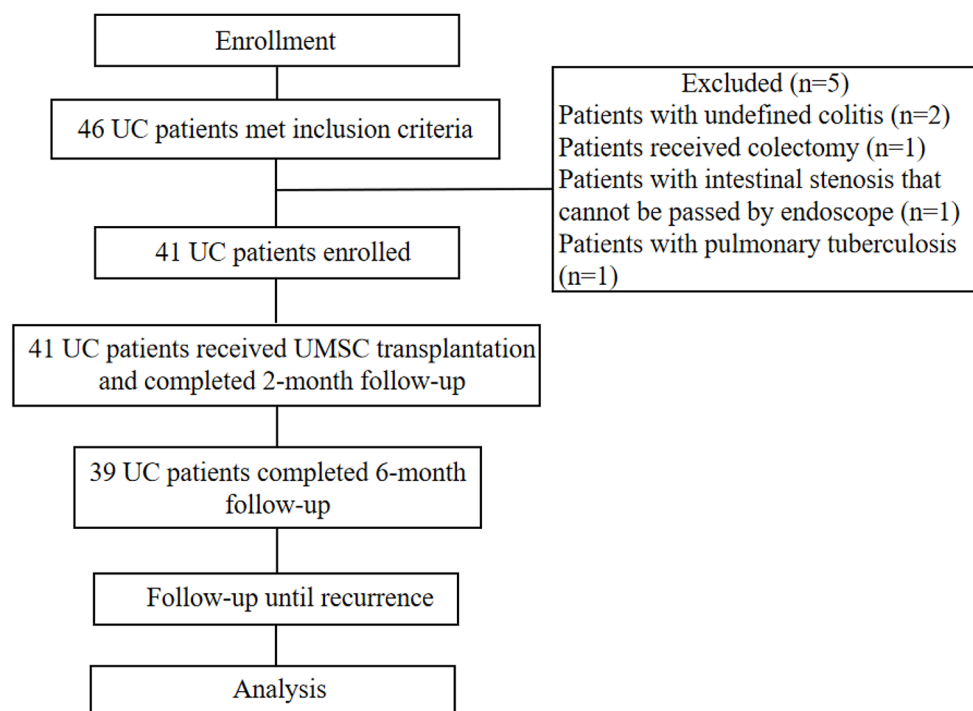 Enrollment
46 UC patients met inclusion criteria
Excluded (n=5)
Patients with undefined colitis (n=2)
Patients received colectomy (n=1)
Patients with intestinal stenosis that
cannot be passed by endoscope (n=1)
Patients with pulmonary tuberculosis
(n=1)
41 UC patients enrolled
41 UC patients received UMSC transplantation
and completed 2-month follow-up
39 UC patients completed 6-month
follow-up
Follow-up until recurrence
Analysis